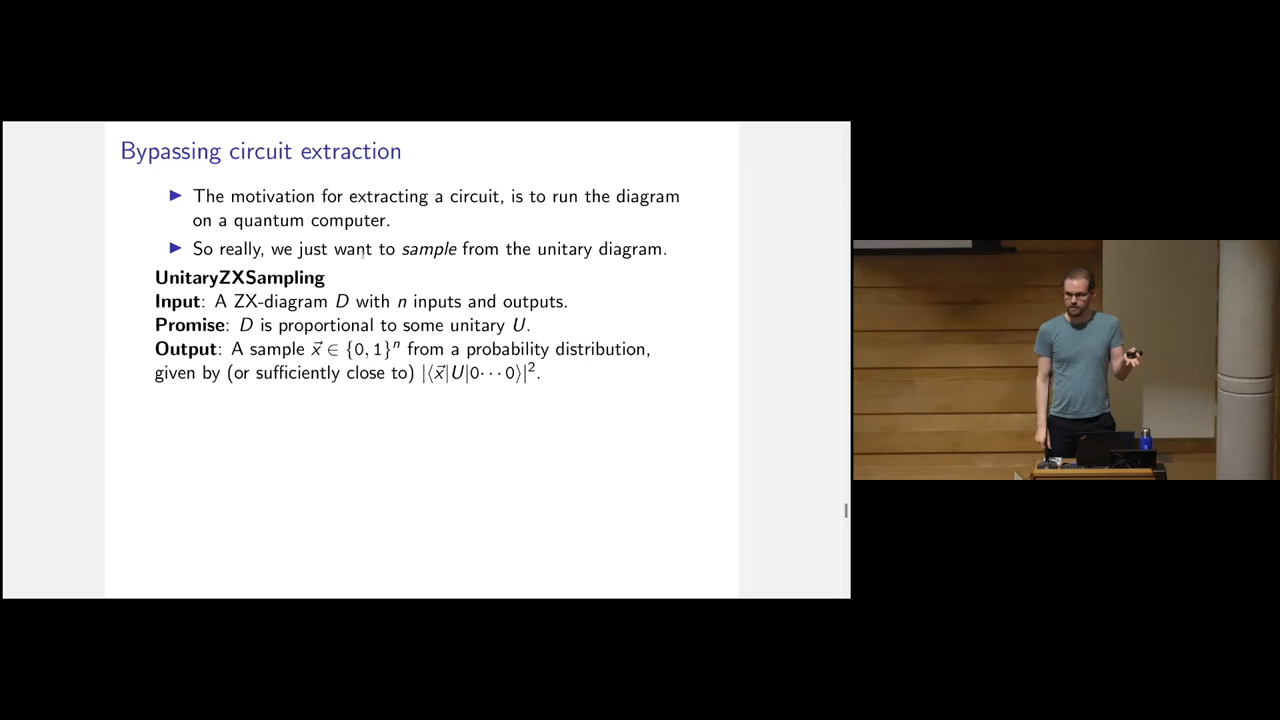 Bypassing circuit extraction
▶ The motivation for extracting a circuit, is to run the diagram
on a quantum computer.
▶ So really, we just want to sample from the unitary diagram.
UnitaryZXSampling
Input: A ZX-diagram D with n inputs and outputs.
Promise: D is proportional to some unitary U.
Output: A sample x⃗ ∈ {0, 1}ⁿ from a probability distribution,
given by (or sufficiently close to) |⟨x⃗|U|0⋯0⟩|².